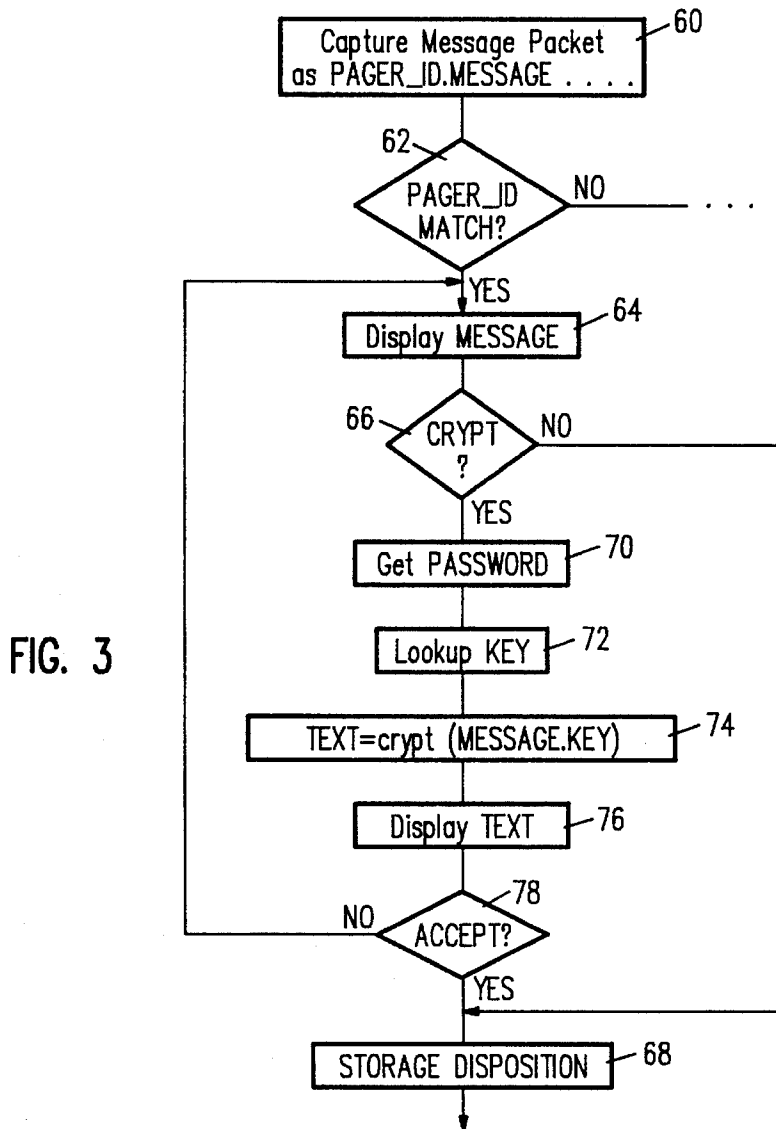 60
Capture Message Packet
as PAGER_ID.MESSAGE . . . .
62
PAGER_ID
MATCH?
NO
. . .
YES
64
Display MESSAGE
66
CRYPT
?
NO
YES
70
Get PASSWORD
72
Lookup KEY
FIG. 3
74
TEXT=crypt (MESSAGE.KEY)
76
Display TEXT
78
NO
ACCEPT?
YES
STORAGE DISPOSITION
68